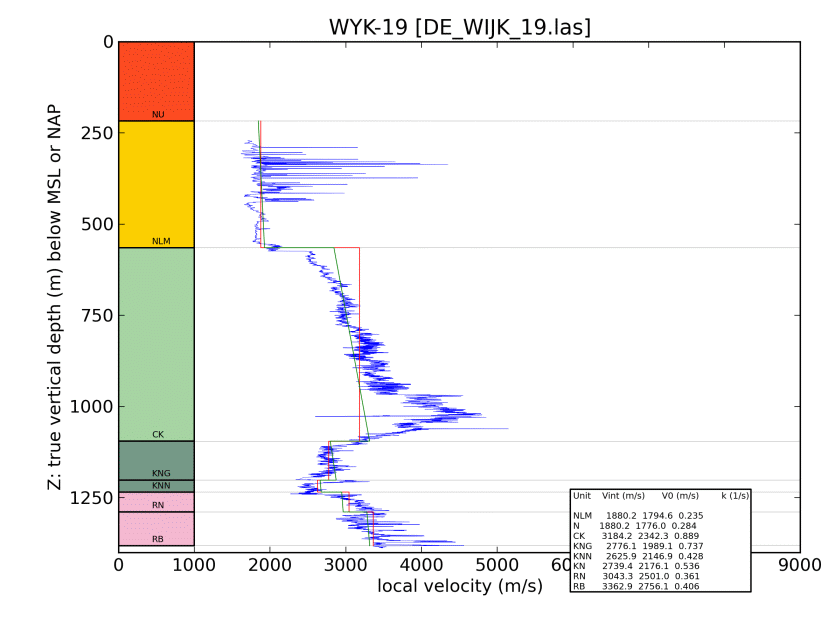 WYK-19 [DE_WIJK_19.las]
0
250
500
750
1000
1250
Z: true vertical depth (m) below MSL or NAP
NU
NLM
CK
KNG
KNN
RN
RB
Unit Vint (m/s) V0 (m/s) k (1/s)
NLM 1880.2 1794.6 0.235
N 1880.2 1776.0 0.284
CK 3184.2 2342.3 0.889
KNG 2776.1 1989.1 0.737
KNN 2625.9 2146.9 0.428
KN 2739.4 2176.1 0.536
RN 3043.3 2501.0 0.361
RB 3362.9 2756.1 0.406
0 1000 2000 3000 4000 5000 9000
local velocity (m/s)